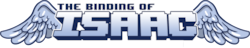 THE BINDING OF
ISAAC